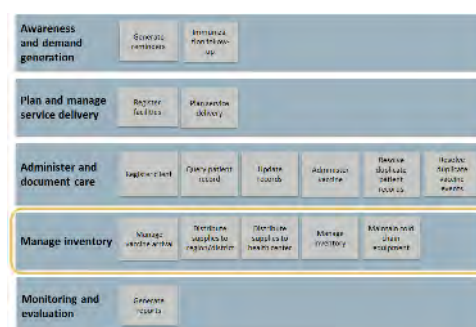 Awareness
and demand
generation
Generate
reminders
Immuniza
tion follow-
up
Plan and manage
service delivery
Register
facilities
Plan service
delivery
Administer and
document care
Register client
Query patient
record
Update
records
Administer
vaccine
Resolve
duplicate
patient
records
Resolve
duplicate
vaccine
events
Manage inventory
Manage
vaccine arrival
Distribute
supplies to
region/district
Distribute
supplies to
health center
Manage
inventory
Maintain cold
chain
equipment
Monitoring and
evaluation
Generate
reports